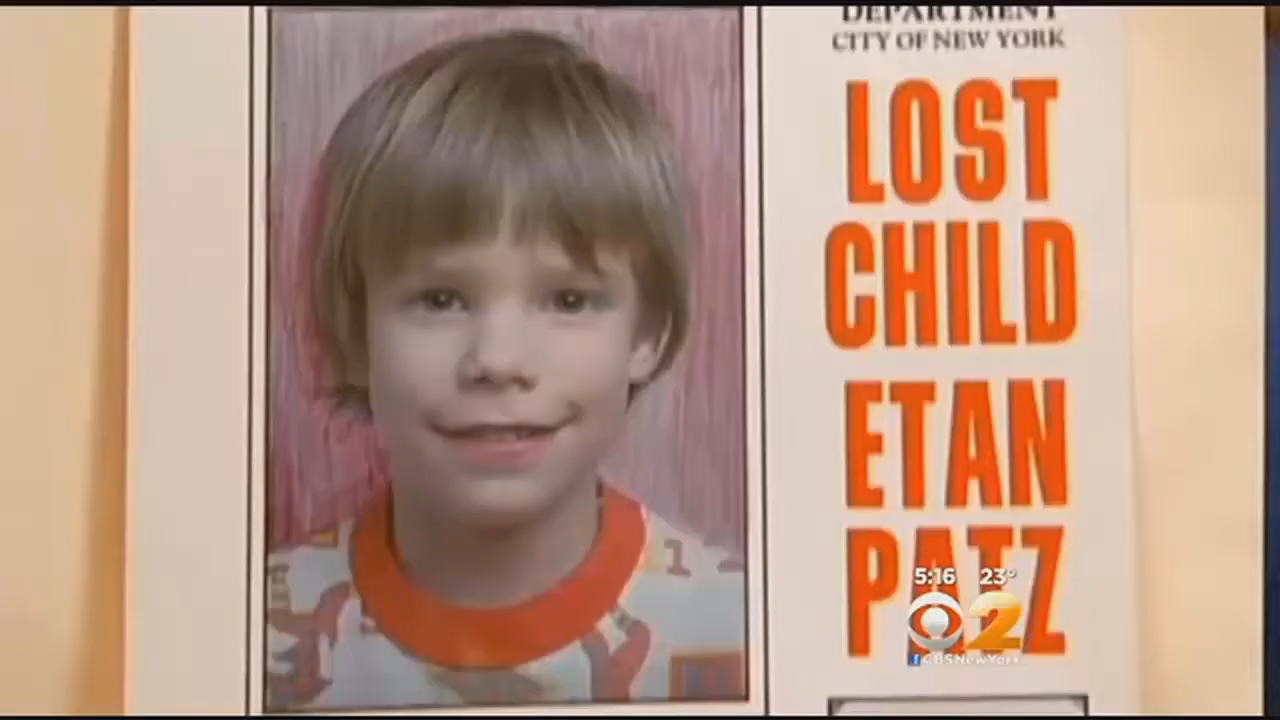 DEPARTMENT
CITY OF NEW YORK
LOST
CHILD
ETAN
PATZ
5:16 23°
2
CBSNewYork